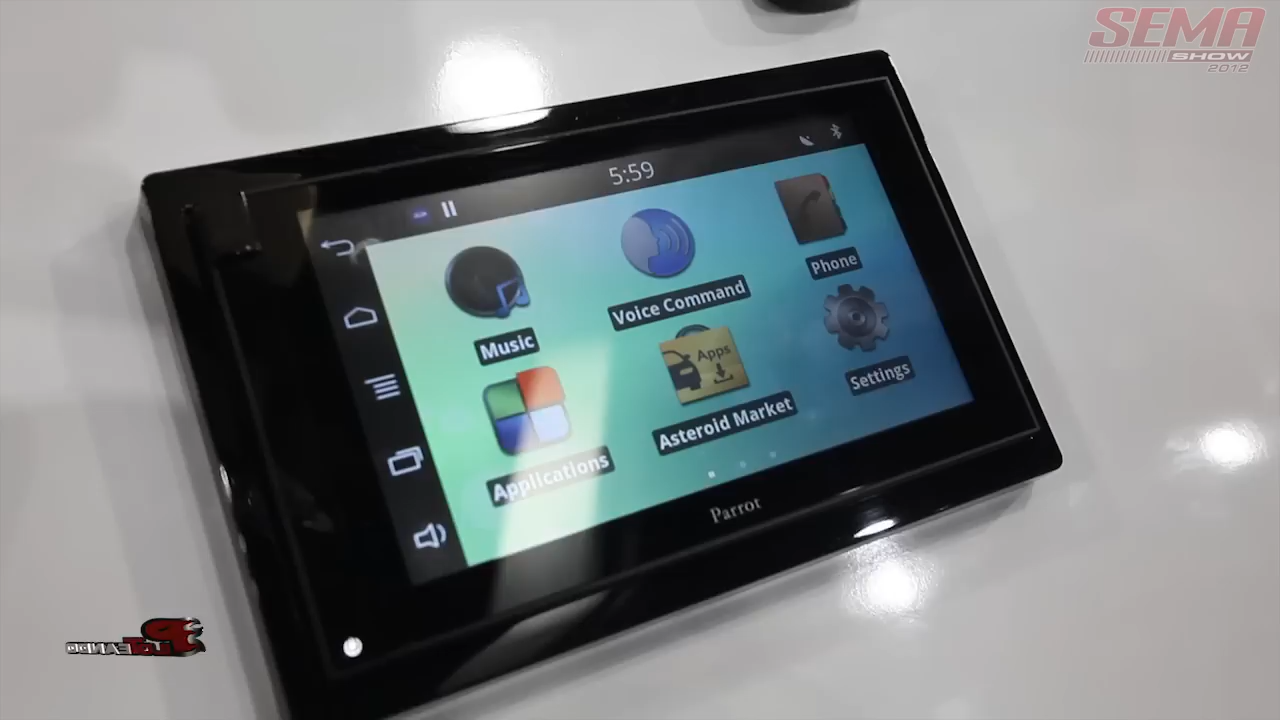 SEMA
SHOW
2012
5:59
Music
Voice Command
Phone
Applications
Apps
Asteroid Market
Settings
Parrot